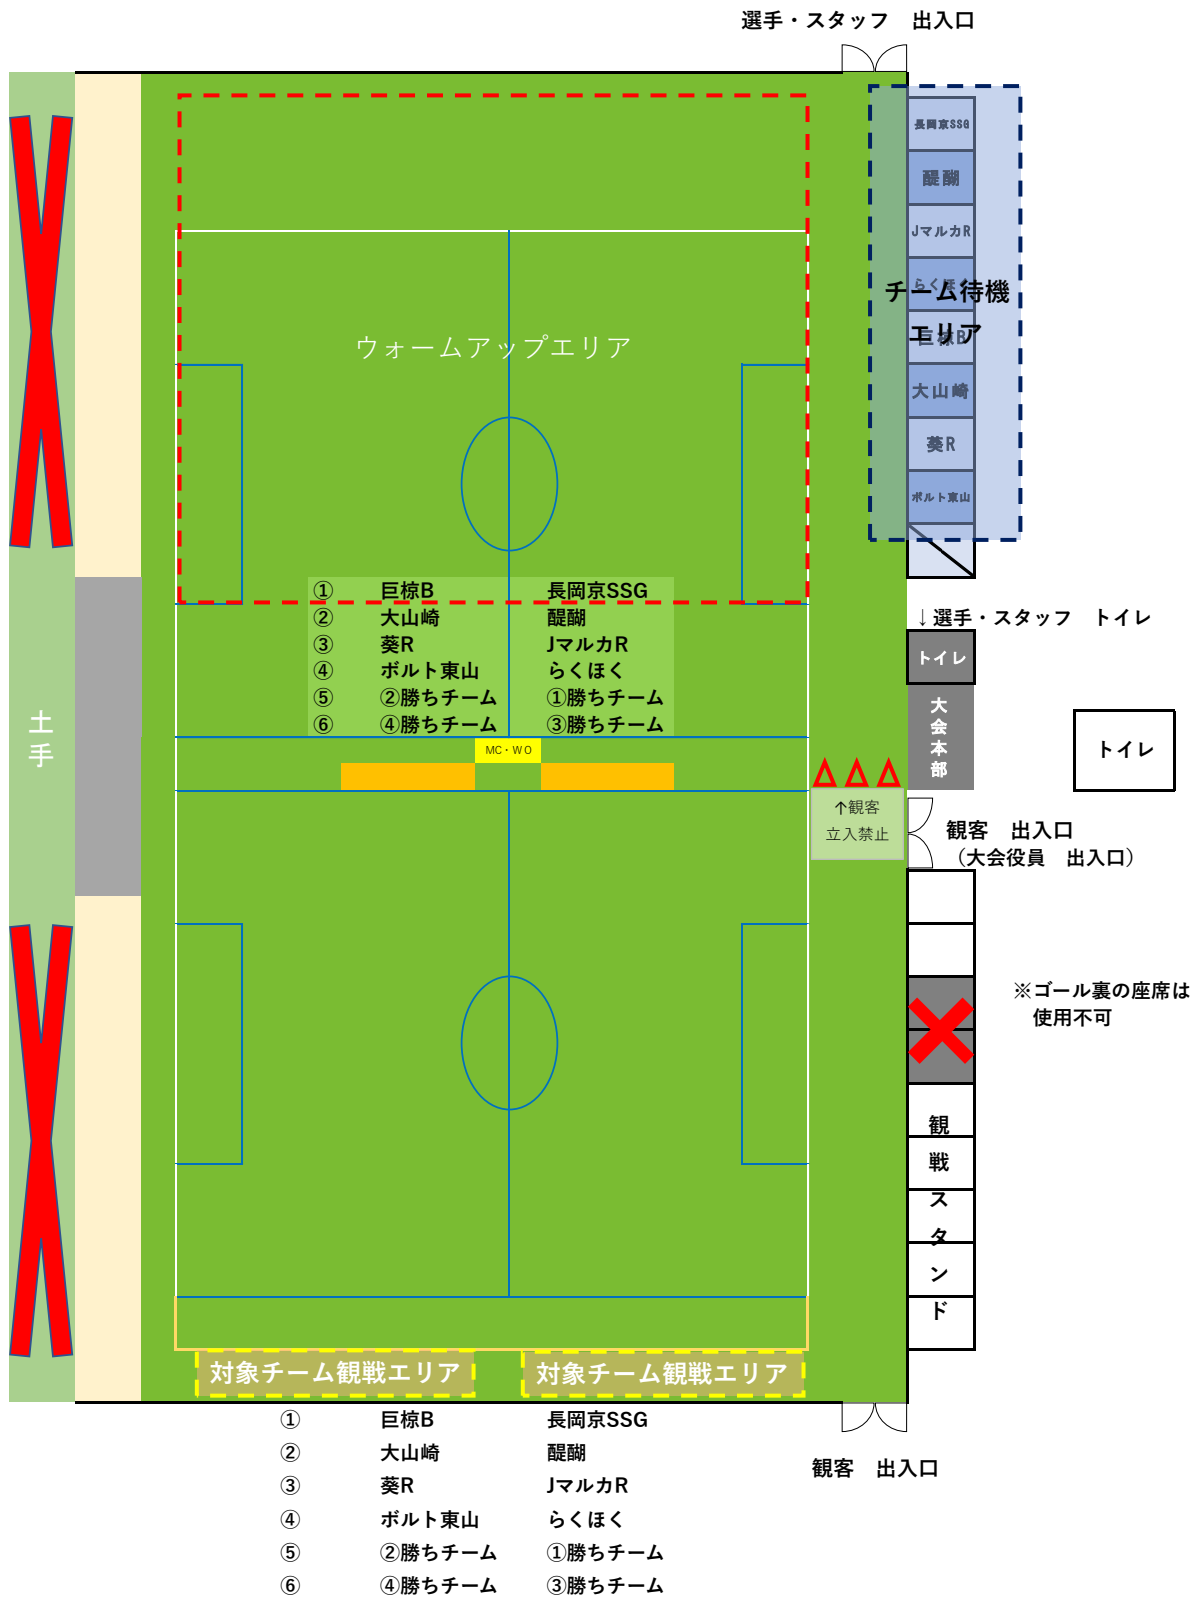 選手・スタッフ　出入口
長岡京SSG
醍醐
JマルカR
らくほく
チーム待機
エリア
巨椋B
大山崎
葵R
ボルト東山
ウォームアップエリア
① 巨椋B 長岡京SSG
② 大山崎 醍醐
③ 葵R JマルカR
④ ボルト東山 らくほく
⑤ ②勝ちチーム ①勝ちチーム
⑥ ④勝ちチーム ③勝ちチーム
↓選手・スタッフ　トイレ
トイレ
大会本部
トイレ
土手
MC・WO
↑観客
立入禁止
観客　出入口
（大会役員　出入口）
※ゴール裏の座席は
使用不可
観戦スタンド
対象チーム観戦エリア 対象チーム観戦エリア
① 巨椋B 長岡京SSG
② 大山崎 醍醐
③ 葵R JマルカR
④ ボルト東山 らくほく
⑤ ②勝ちチーム ①勝ちチーム
⑥ ④勝ちチーム ③勝ちチーム
観客　出入口